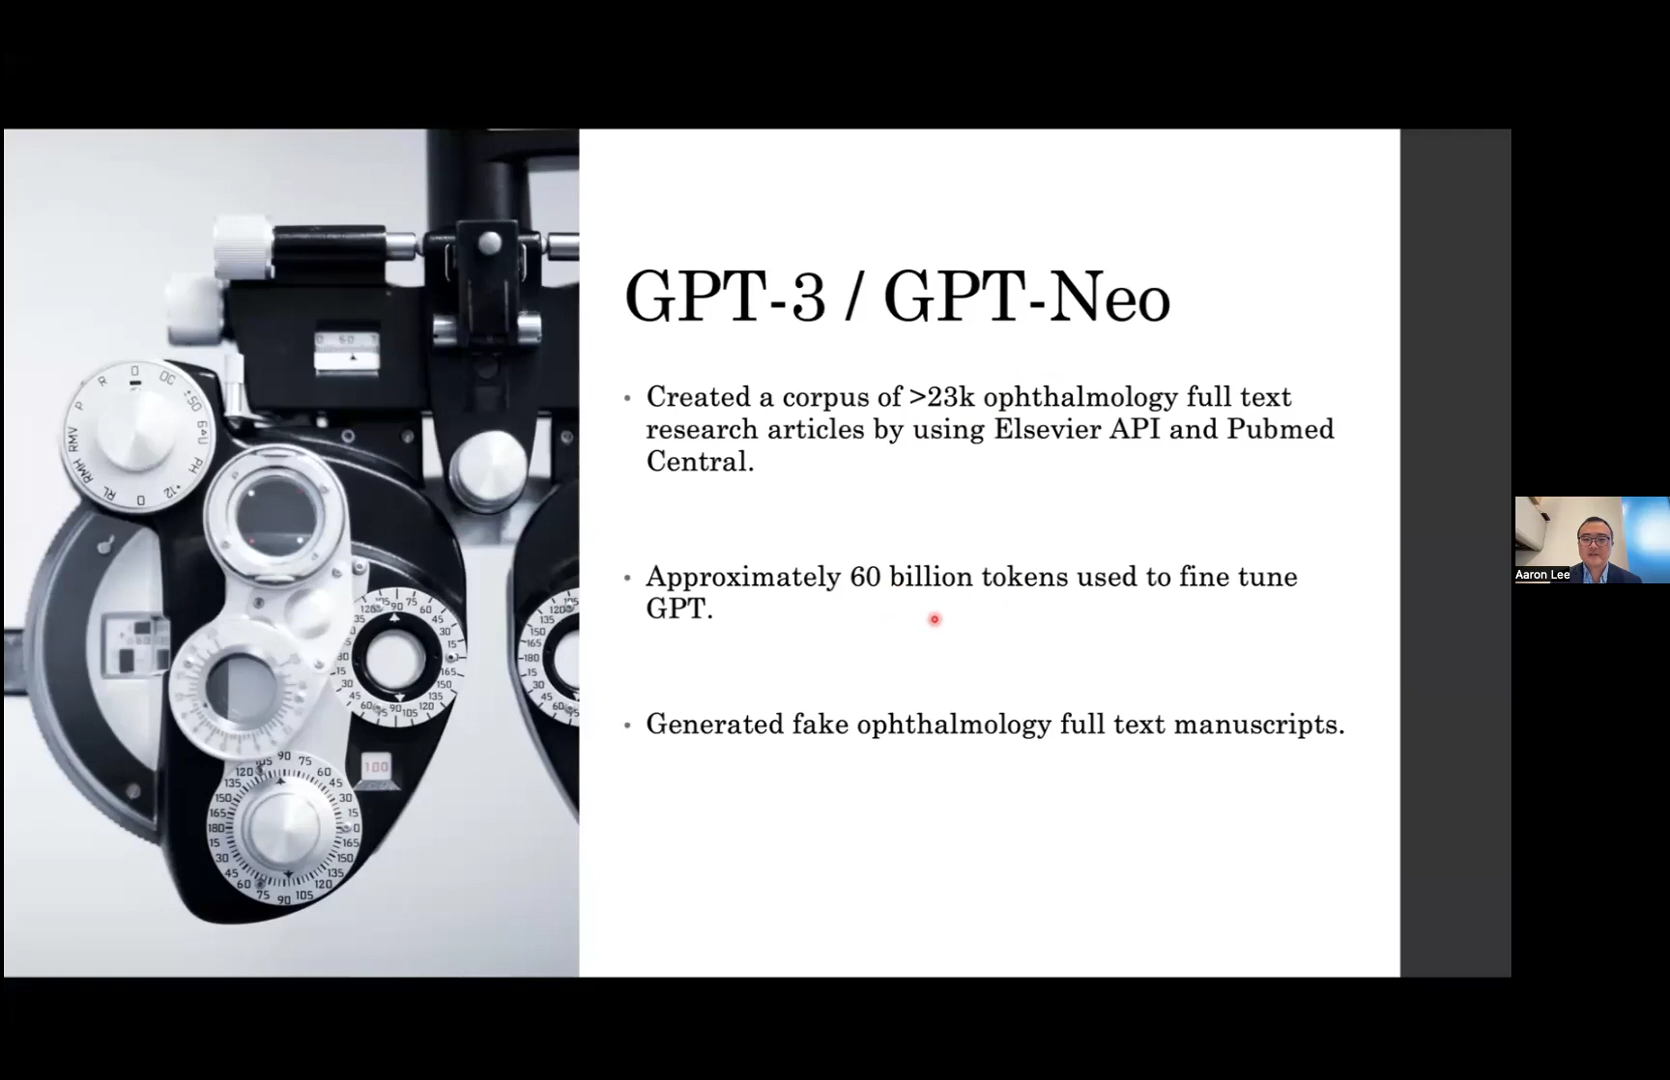 GPT-3 / GPT-Neo
• Created a corpus of >23k ophthalmology full text
research articles by using Elsevier API and Pubmed
Central.
• Approximately 60 billion tokens used to fine tune
GPT.
• Generated fake ophthalmology full text manuscripts.
Aaron Lee